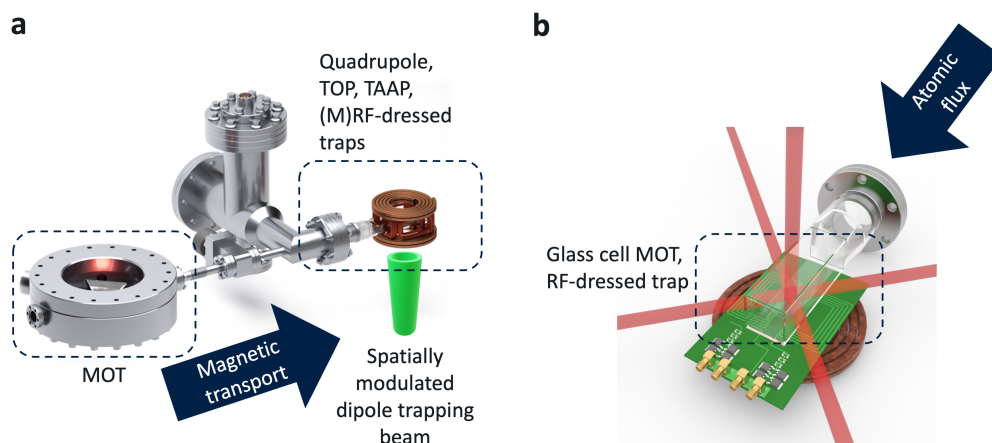 a
Quadrupole,
TOP, TAAP,
(M)RF-dressed
traps
MOT
Magnetic
transport
Spatially
modulated
dipole trapping
beam
b
Atomic
flux
Glass cell MOT,
RF-dressed trap